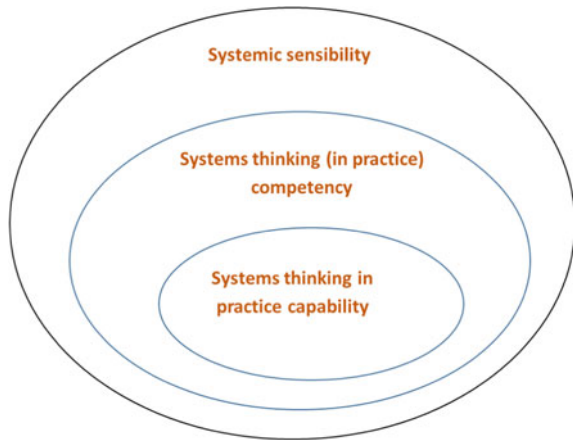 Systemic sensibility
Systems thinking (in practice)
competency
Systems thinking in
practice capability